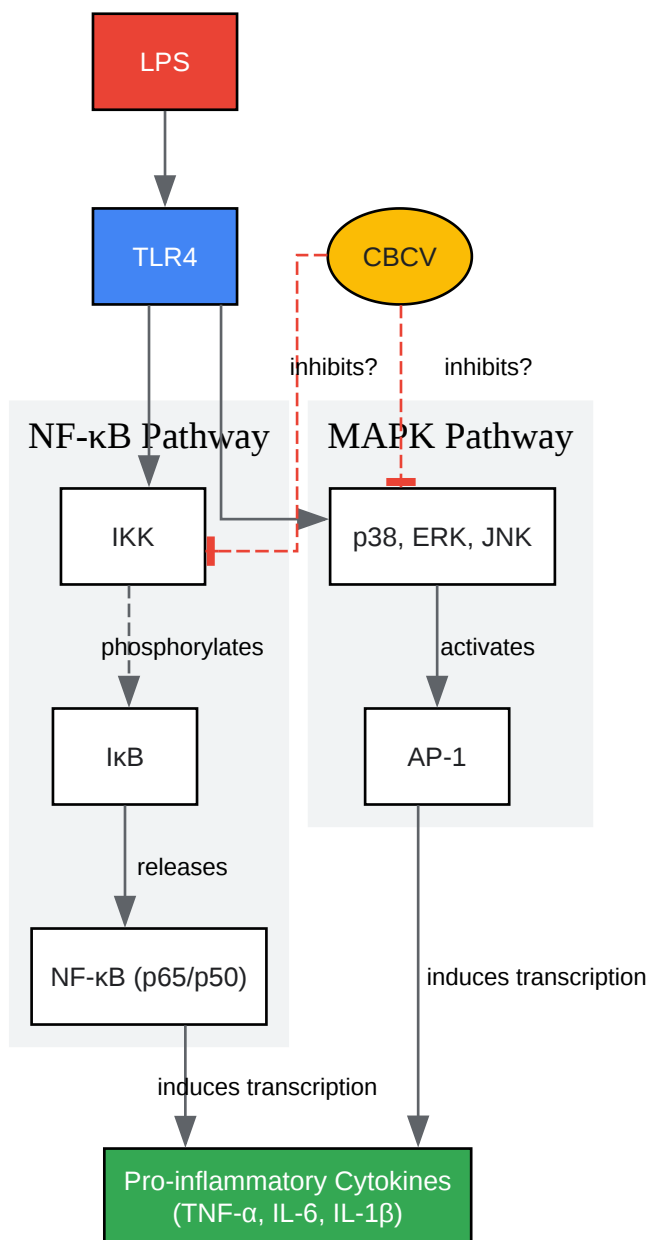 LPS
TLR4
CBCV
inhibits?
inhibits?
NF-κB Pathway
MAPK Pathway
IKK
p38, ERK, JNK
phosphorylates
activates
IκB
AP-1
releases
NF-κB (p65/p50)
induces transcription
induces transcription
Pro-inflammatory Cytokines
(TNF-α, IL-6, IL-1β)